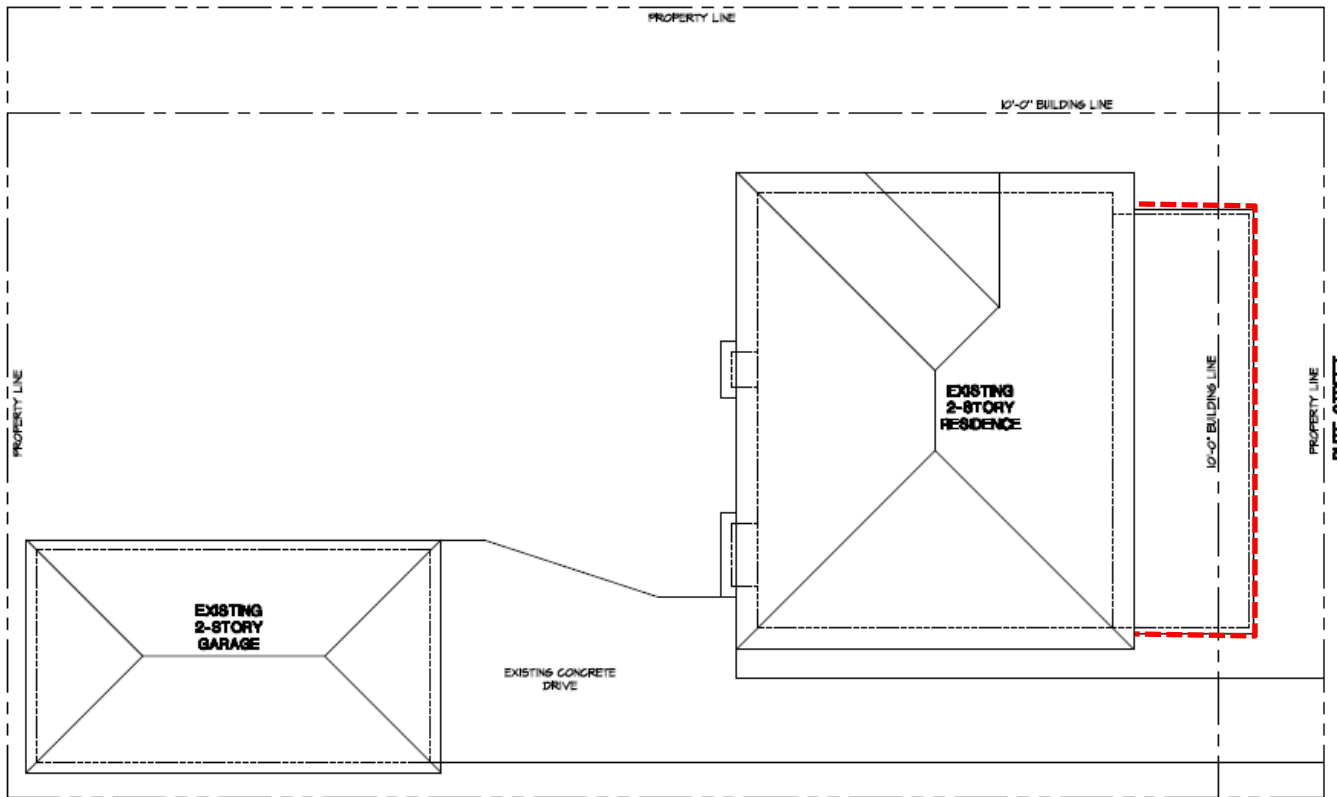 PROPERTY LINE
10'-0" BUILDING LINE
PROPERTY LINE
EXISTING
2-STORY
RESIDENCE
10'-0" BUILDING LINE
PROPERTY LINE
EXISTING
2-STORY
GARAGE
EXISTING CONCRETE
DRIVE